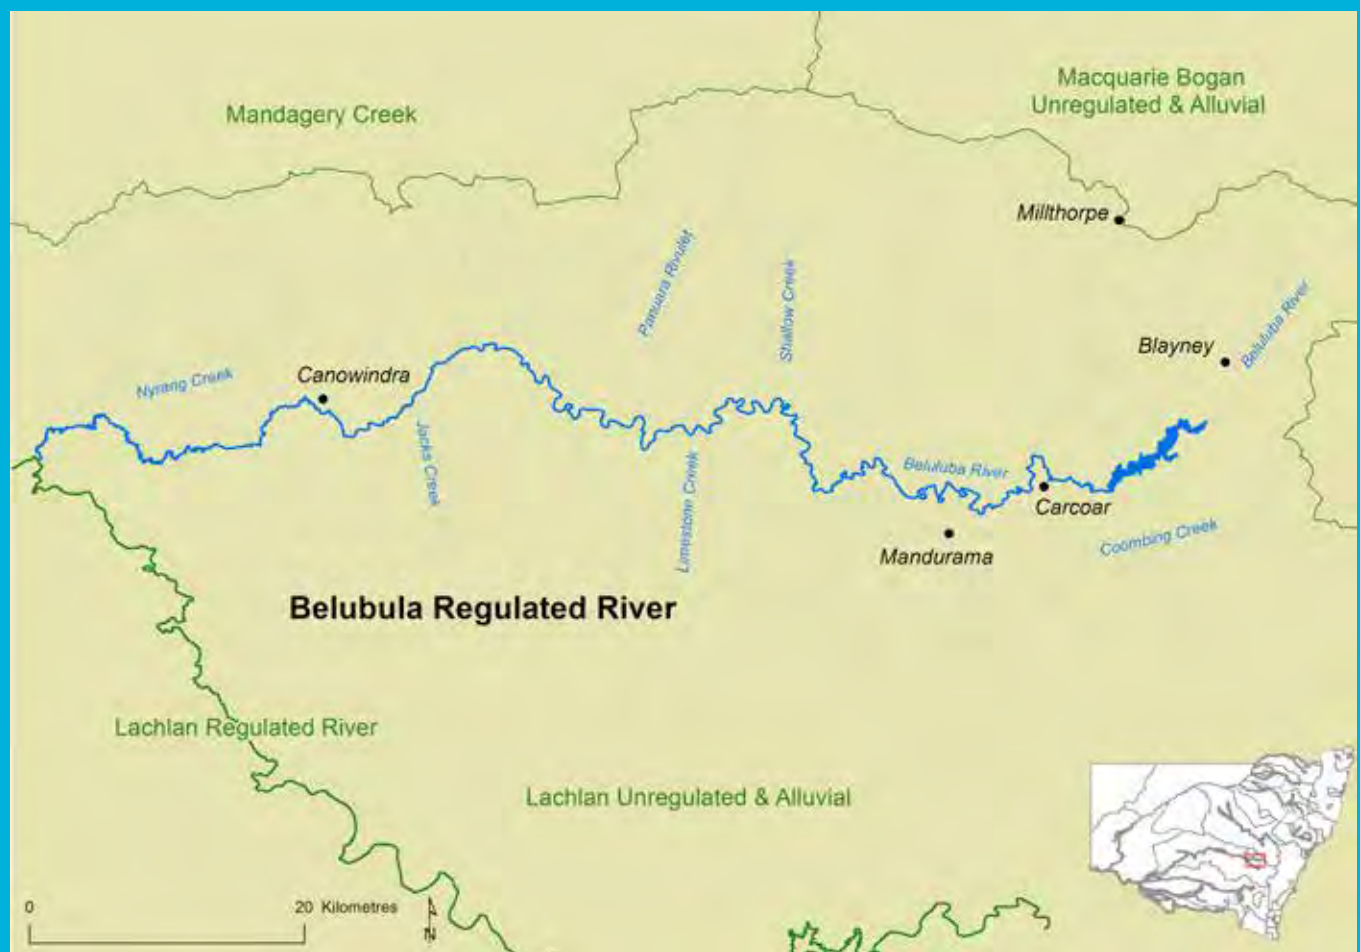 Macquarie Bogan
Unregulated & Alluvial
Mandagery Creek
Millthorpe
Panuara Rivulet
Shallow Creek
Belubula River
Blayney
Nyrang Creek
Canowindra
Jacks Creek
Limestone Creek
Belubula River
Carcoar
Coombing Creek
Mandurama
Belubula Regulated River
Lachlan Regulated River
Lachlan Unregulated & Alluvial
0
20 Kilometres
N